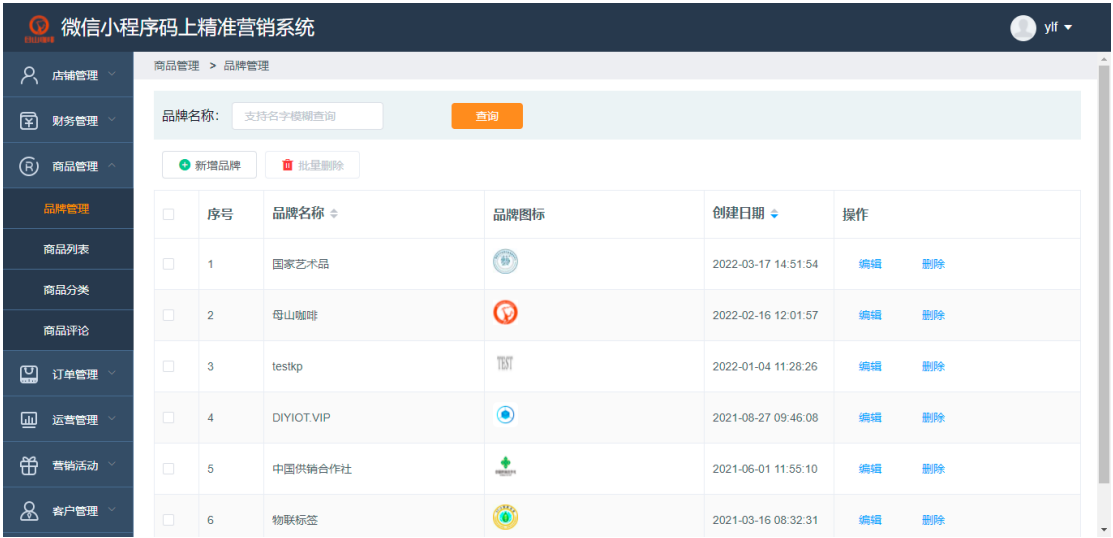 微信小程序码上精准营销系统
ylf
店铺管理
财务管理
商品管理
品牌管理
商品列表
商品分类
商品评论
订单管理
运营管理
营销活动
客户管理
商品管理 > 品牌管理
品牌名称: 支持名字模糊查询 查询
新增品牌 批量删除
序号 品牌名称 品牌图标 创建日期 操作
1 国家艺术品 2022-03-17 14:51:54 编辑 删除
2 母山咖啡 2022-02-16 12:01:57 编辑 删除
3 testkp TEST 2022-01-04 11:28:26 编辑 删除
4 DIYIOT.VIP 2021-08-27 09:46:08 编辑 删除
5 中国供销合作社 2021-06-01 11:55:10 编辑 删除
6 物联标签 2021-03-16 08:32:31 编辑 删除